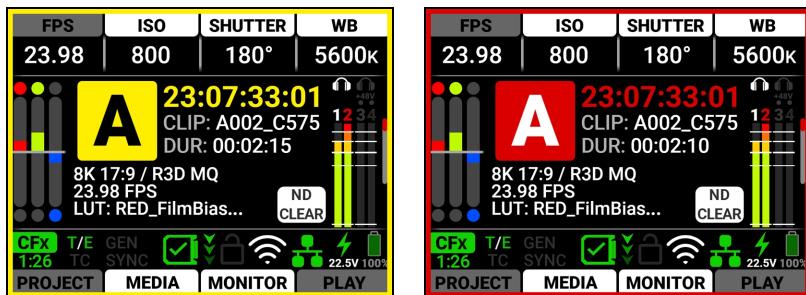 FPS ISO SHUTTER WB
23.98 800 180° 5600K
A
23:07:33:01
+48V
CLIP: A002_C575
1 2 3 4
DUR: 00:02:15
8K 17:9 / R3D MQ
23.98 FPS
LUT: RED_FilmBias...
ND
CLEAR
CFx T/E GEN
1:26 TC SYNC
22.5V 100%
PROJECT MEDIA MONITOR PLAY
FPS ISO SHUTTER WB
23.98 800 180° 5600K
A
23:07:33:01
+48V
CLIP: A002_C575
1 2 3 4
DUR: 00:02:10
8K 17:9 / R3D MQ
23.98 FPS
LUT: RED_FilmBias...
ND
CLEAR
CFx T/E GEN
1:26 TC SYNC
22.5V 100%
PROJECT MEDIA MONITOR PLAY